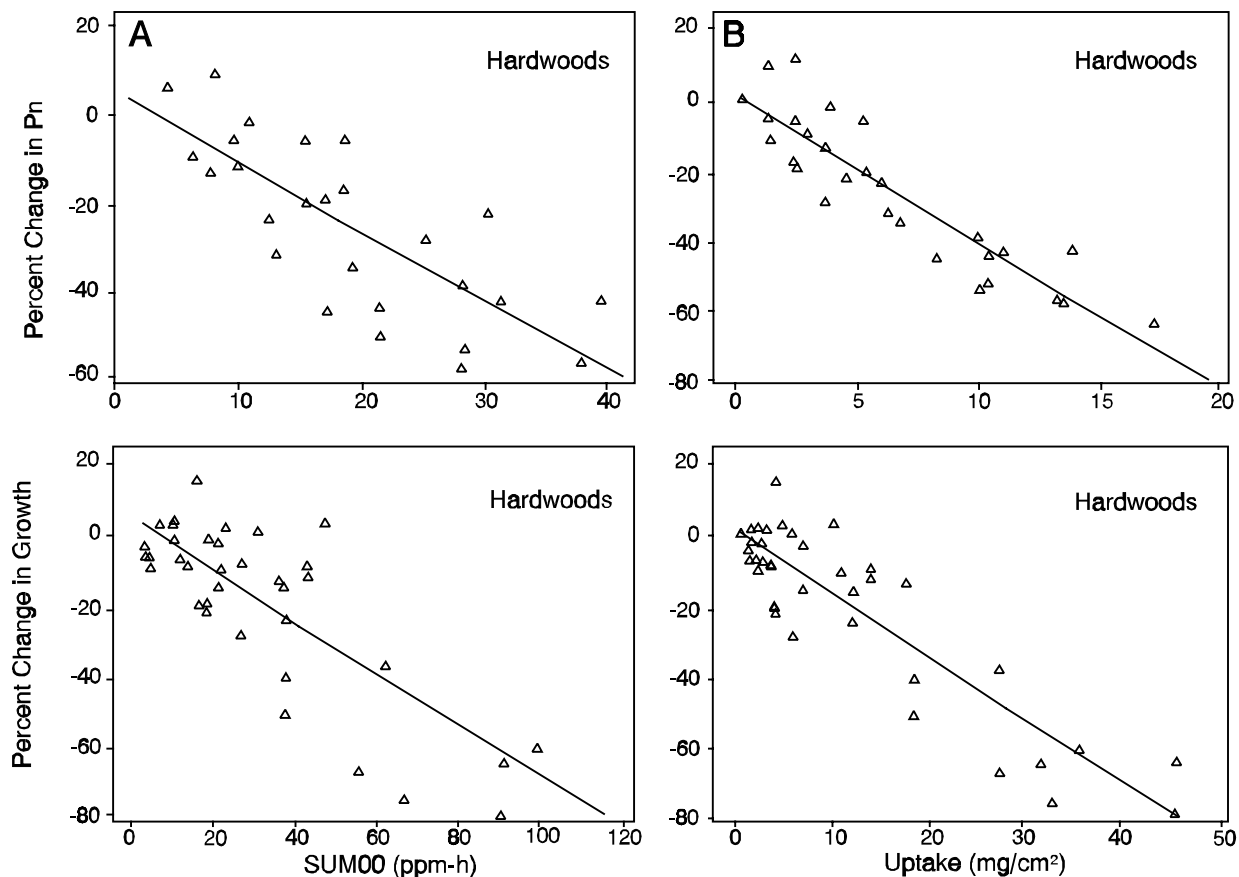 A
Hardwoods
20
0
-20
-40
-60
Percent Change in Pn
0 10 20 30 40
B
Hardwoods
20
0
-20
-40
-60
-80
0 5 10 15 20
Hardwoods
20
0
-20
-40
-60
-80
Percent Change in Growth
0 20 40 60 80 100 120
SUM00 (ppm-h)
Hardwoods
20
0
-20
-40
-60
-80
0 10 20 30 40 50
Uptake (mg/cm²)